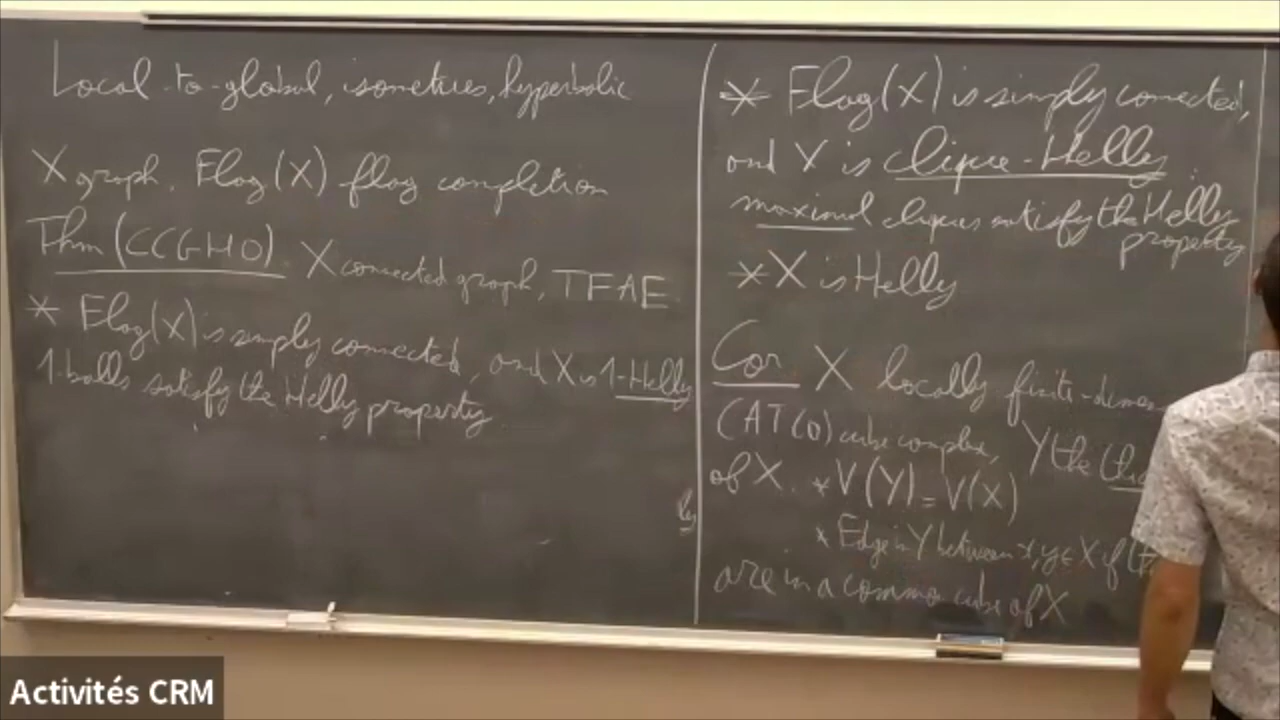 Local-to-global, isometries, hyperbolic
X graph. Flag(X) flag completion
Thm (CCGHO) X connected graph, TFAE
* Flag(X) is simply connected, and X is 1-Helly
1-balls satisfy the Helly property
* Flag(X) is simply connected,
and X is clique-Helly:
maximal cliques satisfy the Helly
property
* X is Helly
Cor X locally finite-dimen
CAT(0) cube complex, Y the
of X. * V(Y) = V(X)
* Edge in Y between x, y ∈ X if
are in a common cube of X
Activités CRM